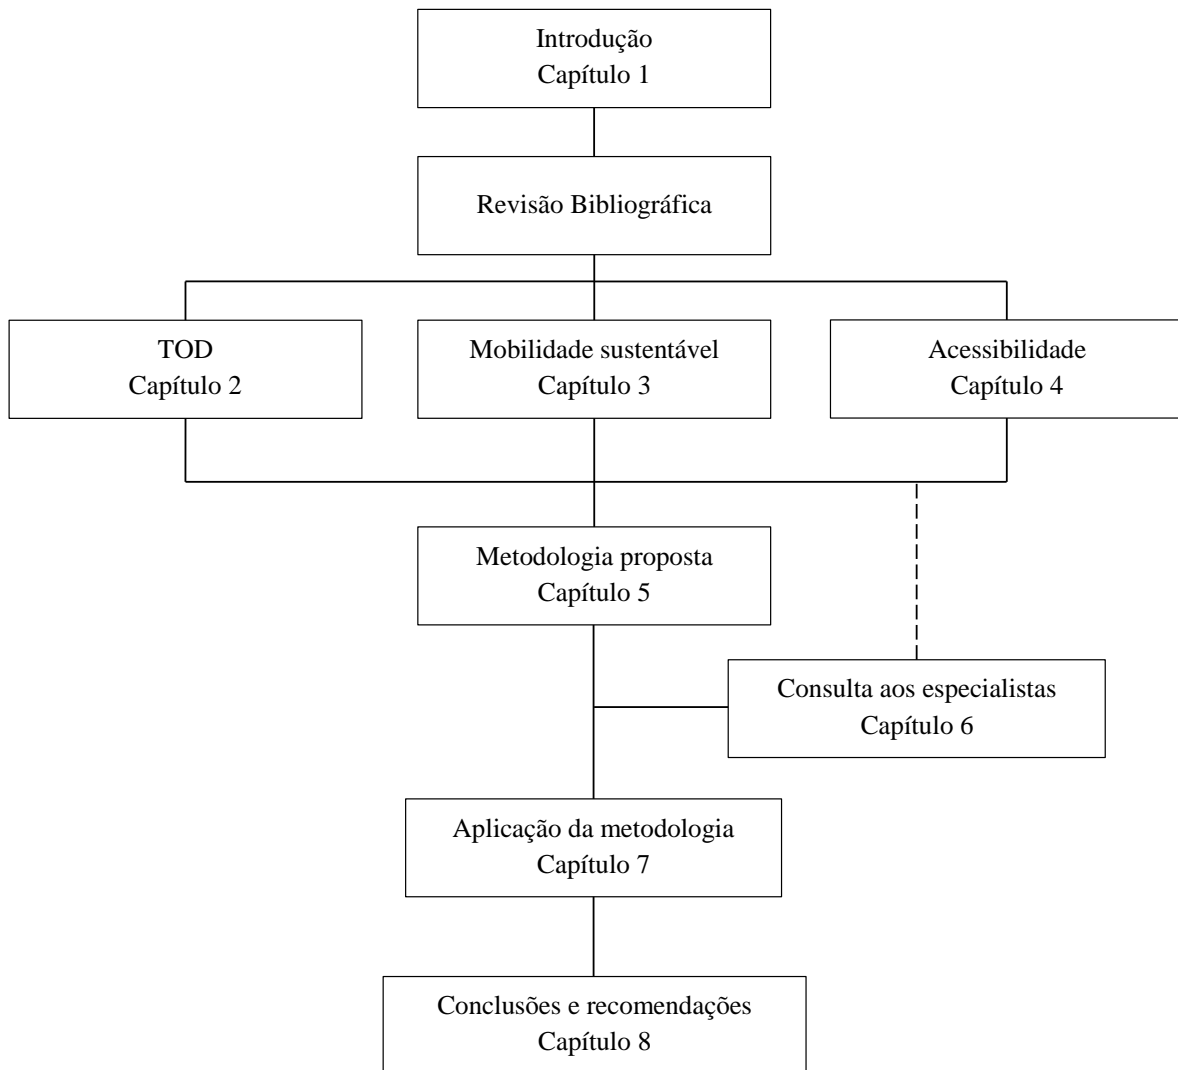 Introdução
Capítulo 1
Revisão Bibliográfica
TOD
Capítulo 2
Mobilidade sustentável
Capítulo 3
Acessibilidade
Capítulo 4
Metodologia proposta
Capítulo 5
Consulta aos especialistas
Capítulo 6
Aplicação da metodologia
Capítulo 7
Conclusões e recomendações
Capítulo 8